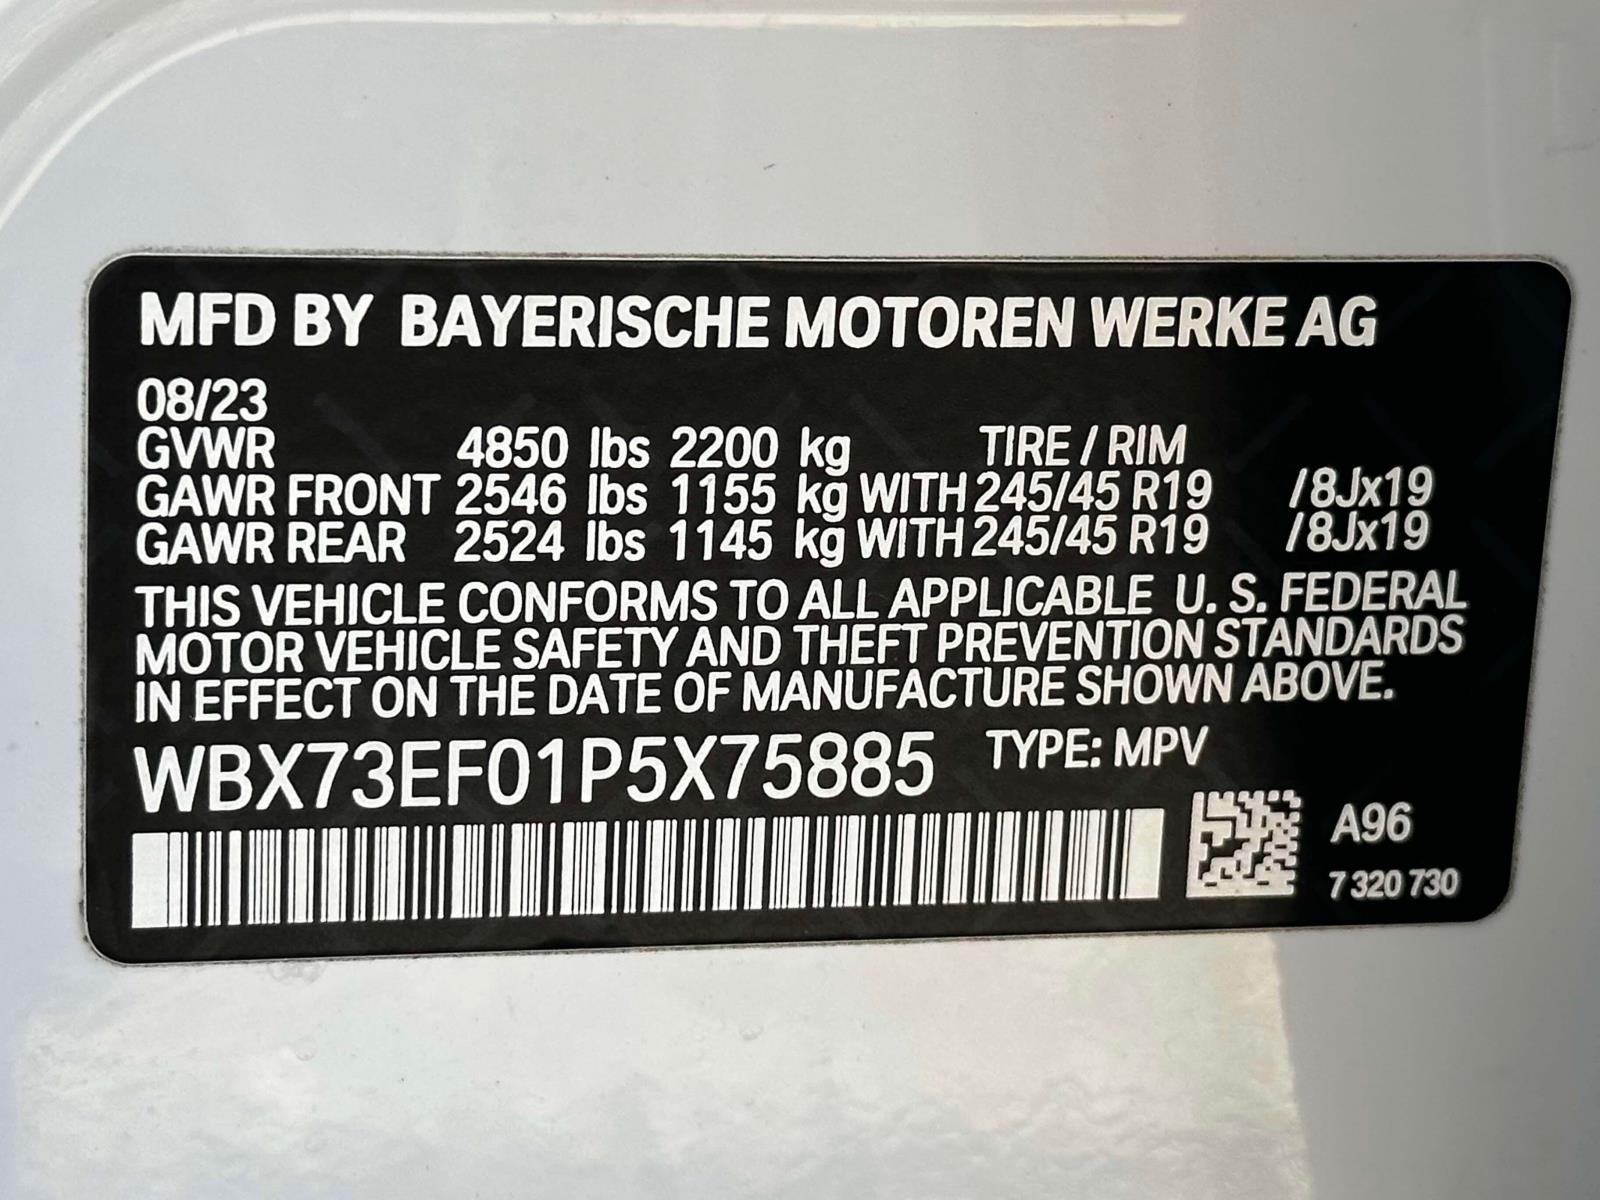 MFD BY BAYERISCHE MOTOREN WERKE AG
08/23
GVWR 4850 lbs 2200 kg TIRE / RIM
GAWR FRONT 2546 lbs 1155 kg WITH 245/45 R19 /8Jx19
GAWR REAR 2524 lbs 1145 kg WITH 245/45 R19 /8Jx19
THIS VEHICLE CONFORMS TO ALL APPLICABLE U. S. FEDERAL
MOTOR VEHICLE SAFETY AND THEFT PREVENTION STANDARDS
IN EFFECT ON THE DATE OF MANUFACTURE SHOWN ABOVE.
WBX73EF01P5X75885 TYPE: MPV
A96
7 320 730